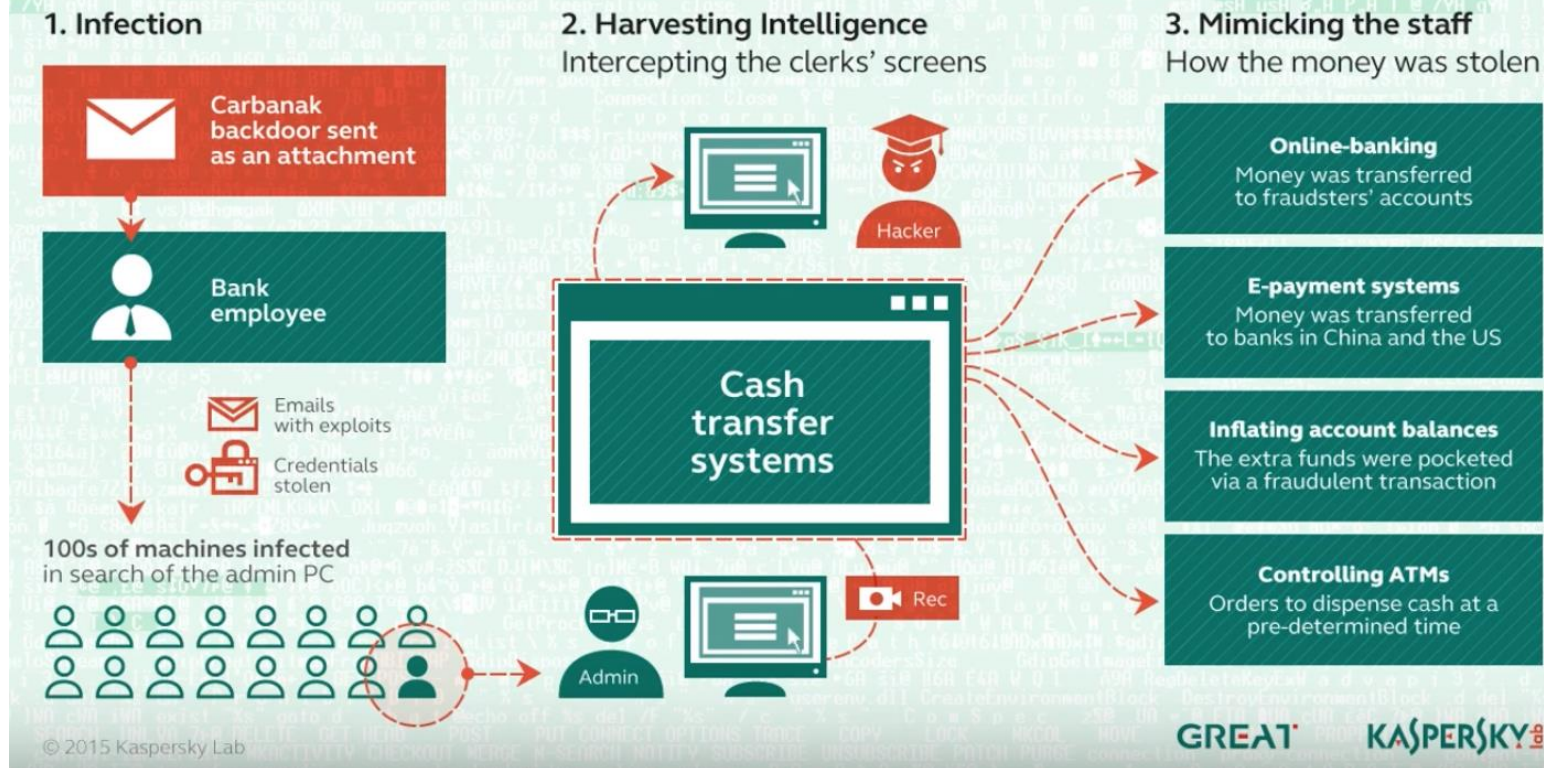 1. Infection
Carbanak
backdoor sent
as an attachment
Bank
employee
Emails
with exploits
Credentials
stolen
100s of machines infected
in search of the admin PC
2. Harvesting Intelligence
Intercepting the clerks' screens
Hacker
Cash
transfer
systems
Rec
Admin
3. Mimicking the staff
How the money was stolen
Online-banking
Money was transferred
to fraudsters' accounts
E-payment systems
Money was transferred
to banks in China and the US
Inflating account balances
The extra funds were pocketed
via a fraudulent transaction
Controlling ATMs
Orders to dispense cash at a
pre-determined time
© 2015 Kaspersky Lab
GREAT
KASPERSKY lab